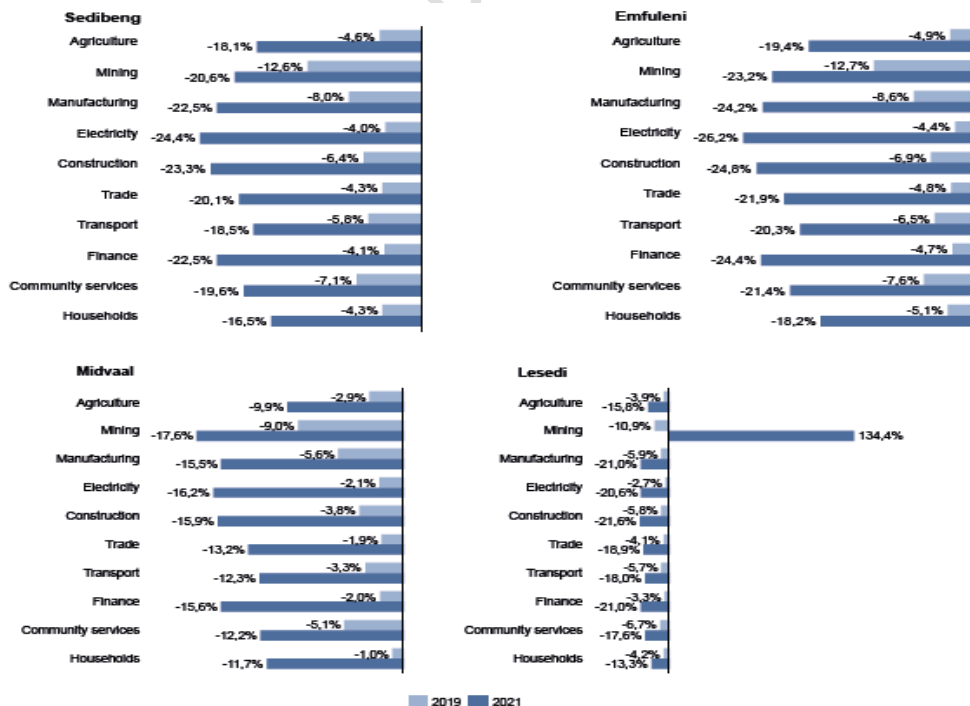 Sedibeng
Agriculture -4,6%
-18,1%
Mining -12,6%
-20,6%
Manufacturing -8,0%
-22,5%
Electricity -4,0%
-24,4%
Construction -6,4%
-23,3%
Trade -4,3%
-20,1%
Transport -5,8%
-18,5%
Finance -4,1%
-22,5%
Community services -7,1%
-19,6%
Households -4,3%
-16,5%
Emfuleni
Agriculture -4,9%
-19,4%
Mining -12,7%
-23,2%
Manufacturing -8,6%
-24,2%
Electricity -4,4%
-26,2%
Construction -6,9%
-24,8%
Trade -4,8%
-21,9%
Transport -6,5%
-20,3%
Finance -4,7%
-24,4%
Community services -7,6%
-21,4%
Households -5,1%
-18,2%
Midvaal
Agriculture -2,9%
-9,9%
Mining -9,0%
-17,6%
Manufacturing -5,6%
-15,5%
Electricity -2,1%
-16,2%
Construction -3,8%
-15,9%
Trade -1,9%
-13,2%
Transport -3,3%
-12,3%
Finance -2,0%
-15,6%
Community services -5,1%
-12,2%
Households -1,0%
-11,7%
Lesedi
Agriculture -3,9%
-15,8%
Mining -10,9%
134,4%
Manufacturing -5,9%
-21,0%
Electricity -2,7%
-20,6%
Construction -5,8%
-21,6%
Trade -4,1%
-18,9%
Transport -5,7%
-18,0%
Finance -3,3%
-21,0%
Community services -6,7%
-17,6%
Households -4,2%
-13,3%
2019 2021